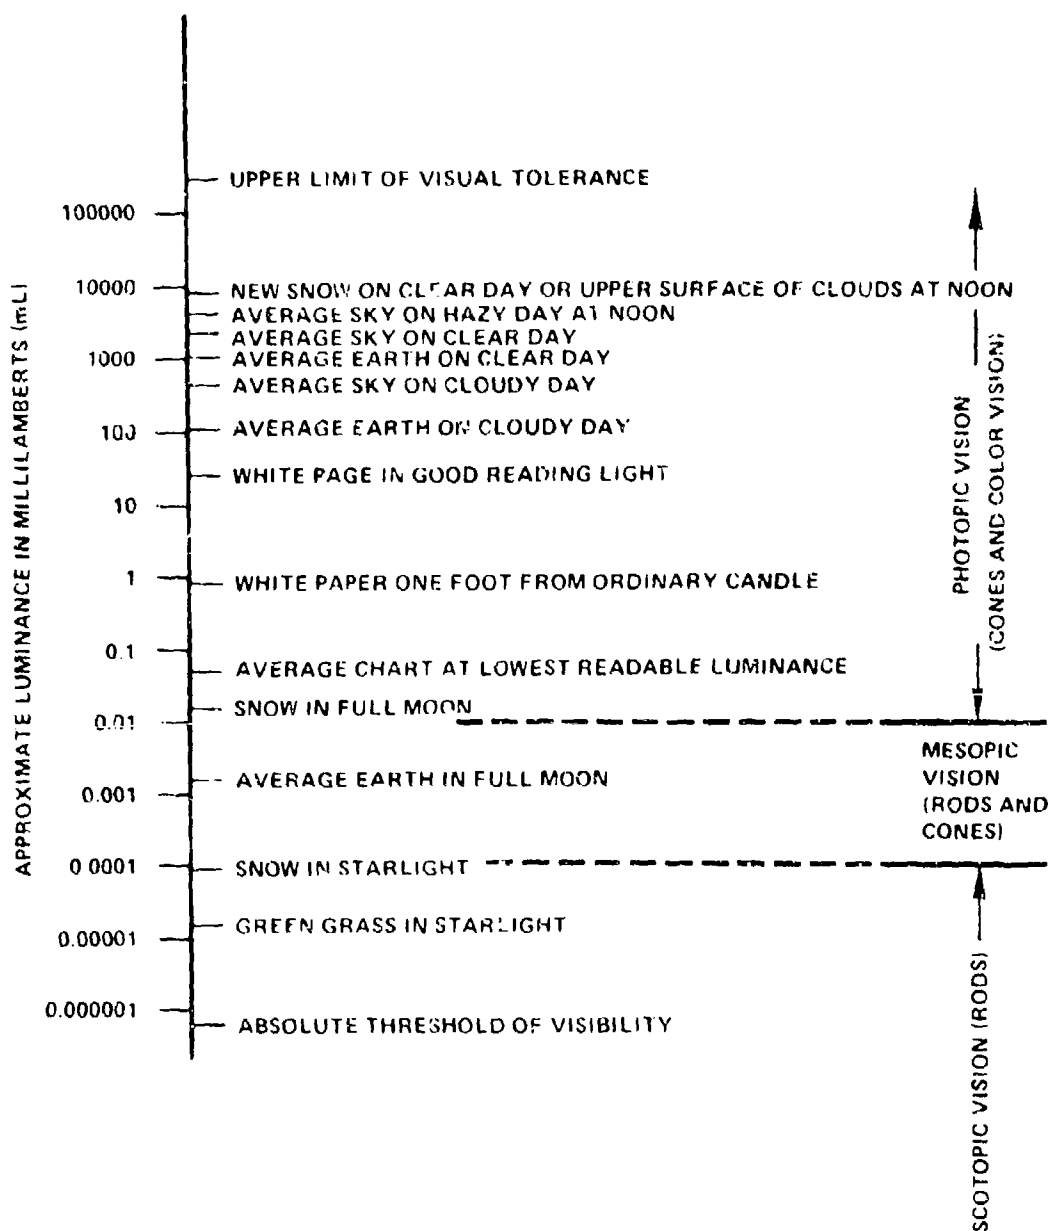 APPROXIMATE LUMINANCE IN MILLILAMBERTS (mL)
UPPER LIMIT OF VISUAL TOLERANCE
100000
10000
NEW SNOW ON CLEAR DAY OR UPPER SURFACE OF CLOUDS AT NOON
AVERAGE SKY ON HAZY DAY AT NOON
AVERAGE SKY ON CLEAR DAY
1000
AVERAGE EARTH ON CLEAR DAY
AVERAGE SKY ON CLOUDY DAY
100
AVERAGE EARTH ON CLOUDY DAY
WHITE PAGE IN GOOD READING LIGHT
10
1
WHITE PAPER ONE FOOT FROM ORDINARY CANDLE
0.1
AVERAGE CHART AT LOWEST READABLE LUMINANCE
SNOW IN FULL MOON
0.01
AVERAGE EARTH IN FULL MOON
0.001
0.0001
SNOW IN STARLIGHT
GREEN GRASS IN STARLIGHT
0.00001
0.000001
ABSOLUTE THRESHOLD OF VISIBILITY
PHOTOPIC VISION
(CONES AND COLOR VISION)
MESOPIC
VISION
(RODS AND
CONES)
SCOTOPIC VISION (RODS)